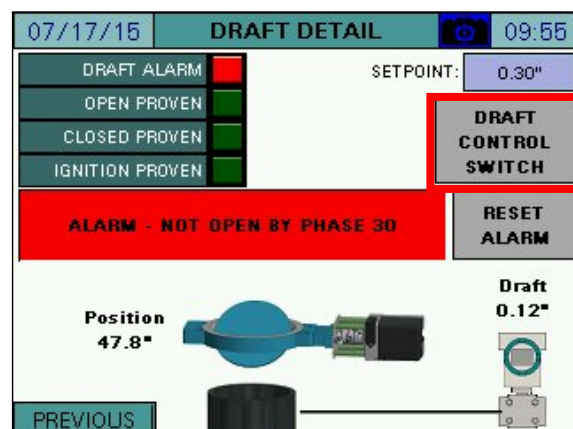 07/17/15 DRAFT DETAIL 09:55
DRAFT ALARM
SETPOINT: 0.30"
OPEN PROVEN
CLOSED PROVEN
IGNITION PROVEN
DRAFT
CONTROL
SWITCH
ALARM - NOT OPEN BY PHASE 30
RESET
ALARM
Position
47.8"
Draft
0.12"
PREVIOUS